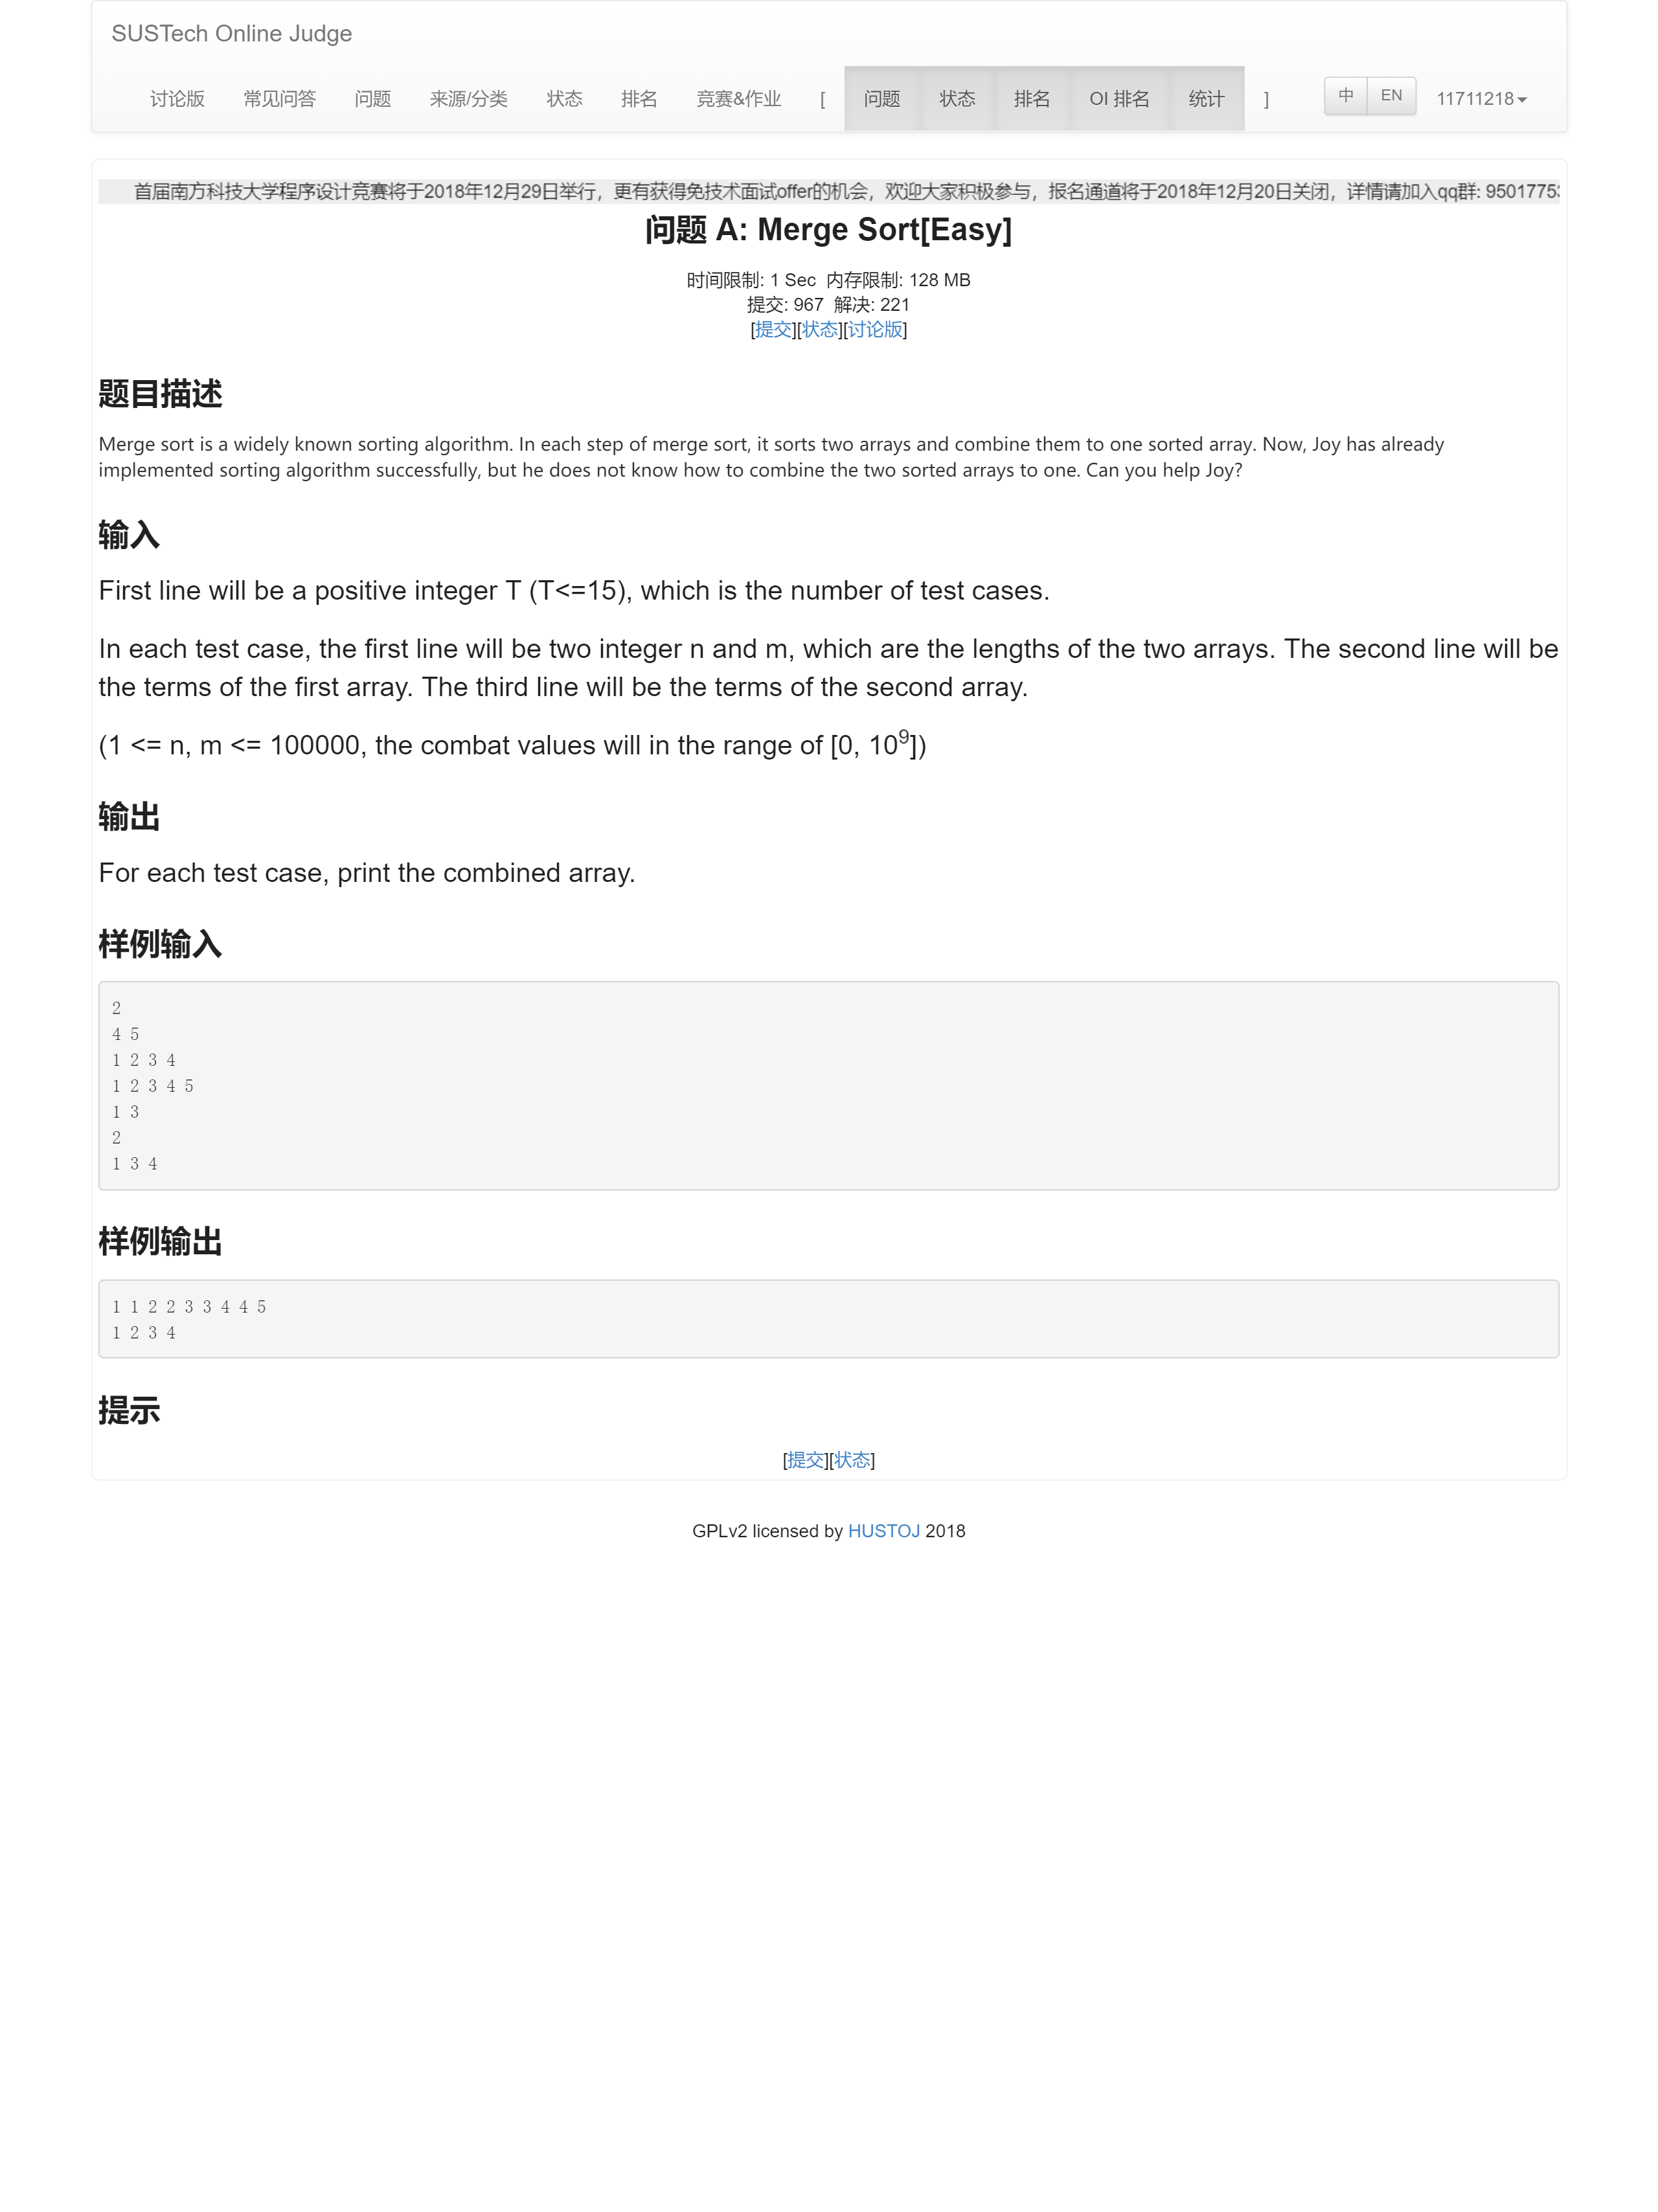 SUSTech Online Judge
讨论版 常见问答 问题 来源/分类 状态 排名 竞赛&作业 [ 问题 状态 排名 OI 排名 统计 ] 中 EN 11711218
首届南方科技大学程序设计竞赛将于2018年12月29日举行，更有获得免技术面试offer的机会，欢迎大家积极参与，报名通道将于2018年12月20日关闭，详情请加入qq群:
问题 A: Merge Sort[Easy]
时间限制: 1 Sec 内存限制: 128 MB
提交: 967 解决: 221
[提交][状态][讨论版]
题目描述
Merge sort is a widely known sorting algorithm. In each step of merge sort, it sorts two arrays and combine them to one sorted array. Now, Joy has already
implemented sorting algorithm successfully, but he does not know how to combine the two sorted arrays to one. Can you help Joy?
输入
First line will be a positive integer T (T<=15), which is the number of test cases.
In each test case, the first line will be two integer n and m, which are the lengths of the two arrays. The second line will be
the terms of the first array. The third line will be the terms of the second array.
(1 <= n, m <= 100000, the combat values will in the range of [0, 10⁹])
输出
For each test case, print the combined array.
样例输入
2
4 5
1 2 3 4
1 2 3 4 5
1 3
2
1 3 4
样例输出
1 1 2 2 3 3 4 4 5
1 2 3 4
提示
[提交][状态]
GPLv2 licensed by HUSTOJ 2018